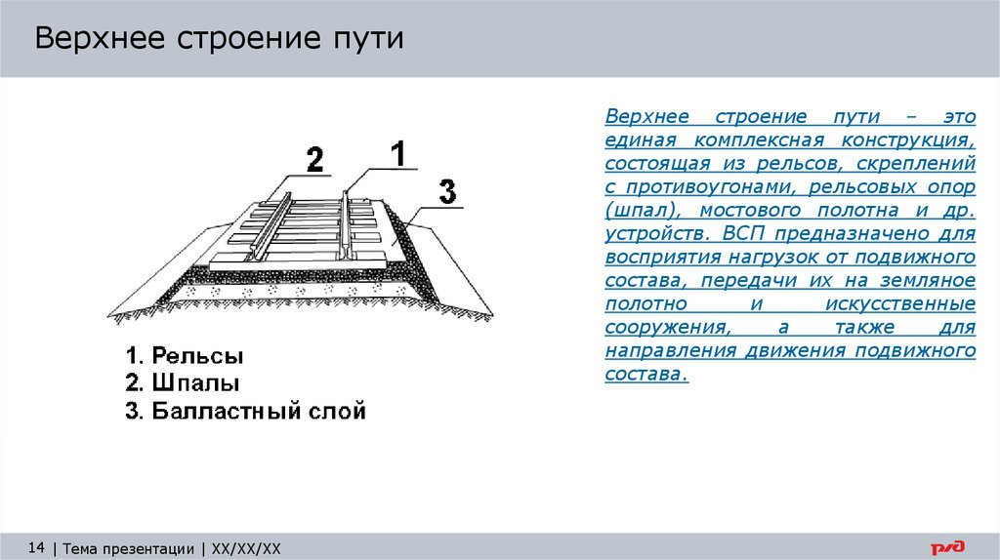 Верхнее строение пути
2
1
3
1. Рельсы
2. Шпалы
3. Балластный слой
Верхнее строение пути – это
единая комплексная конструкция,
состоящая из рельсов, скреплений
с противоугонами, рельсовых опор
(шпал), мостового полотна и др.
устройств. ВСП предназначено для
восприятия нагрузок от подвижного
состава, передачи их на земляное
полотно и искусственные
сооружения, а также для
направления движения подвижного
состава.
14 | Тема презентации | XX/XX/XX
ржд